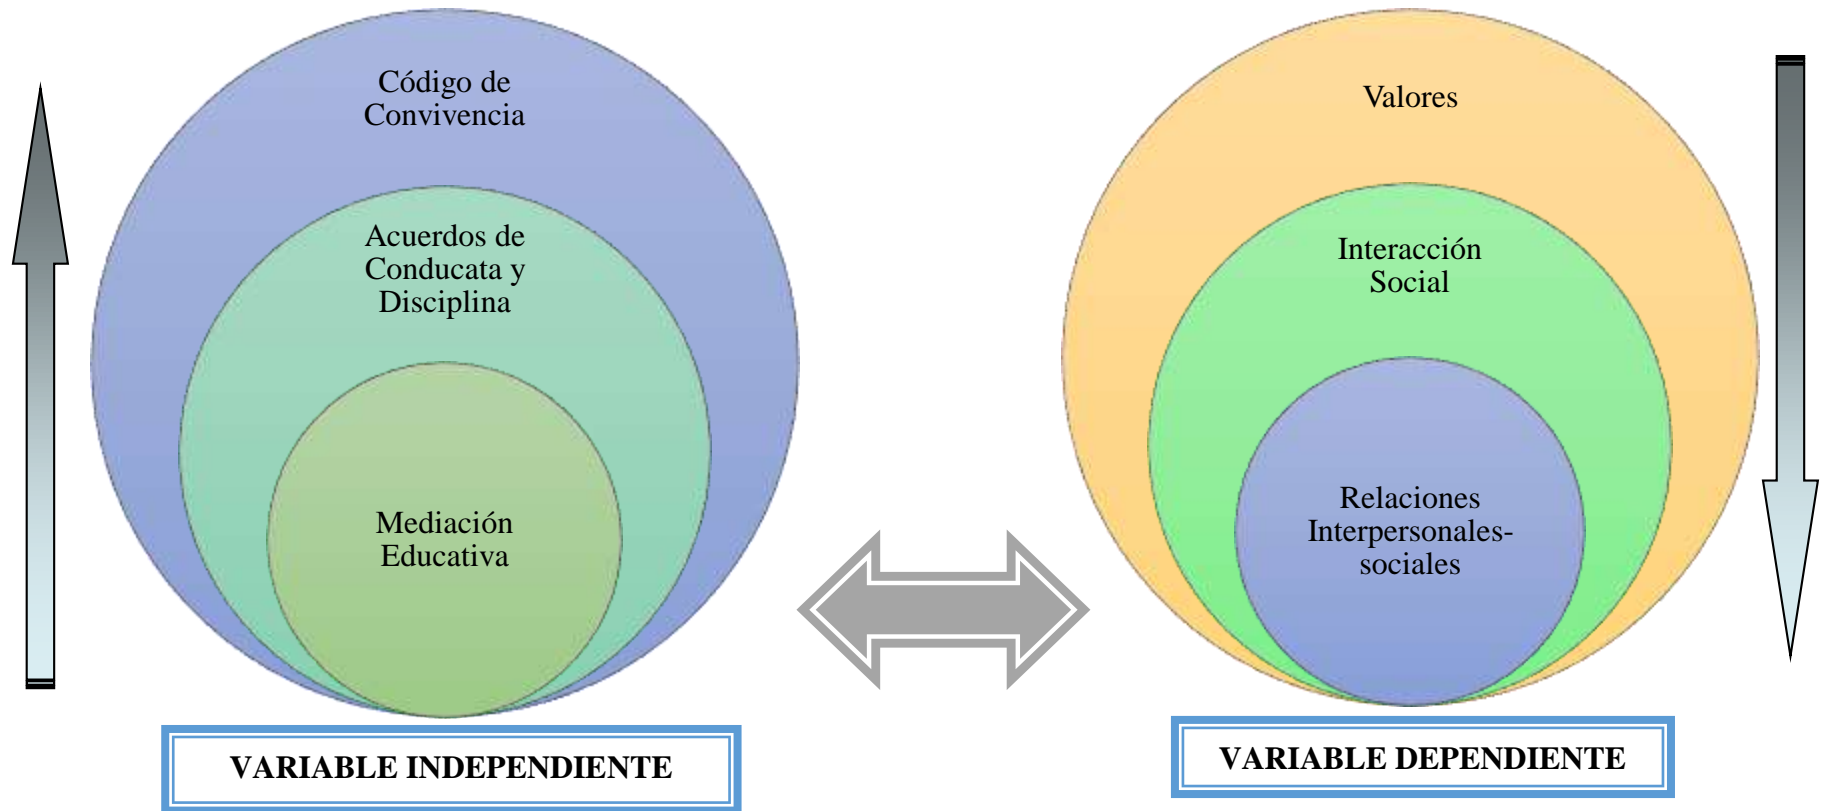 Código de
Convivencia
Acuerdos de
Conducata y
Disciplina
Mediación
Educativa
VARIABLE INDEPENDIENTE
Valores
Interacción
Social
Relaciones
Interpersonales-
sociales
VARIABLE DEPENDIENTE